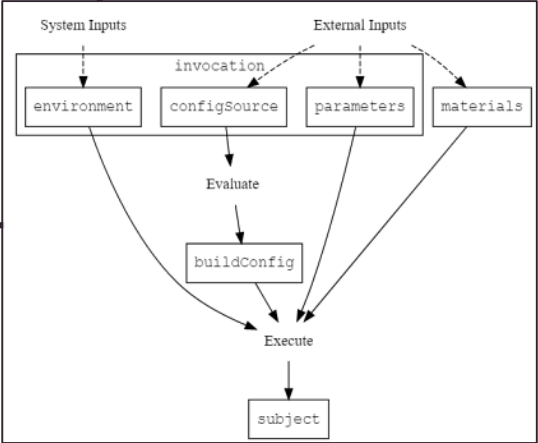 System Inputs
External Inputs
invocation
environment
configSource
parameters
materials
Evaluate
buildConfig
Execute
subject